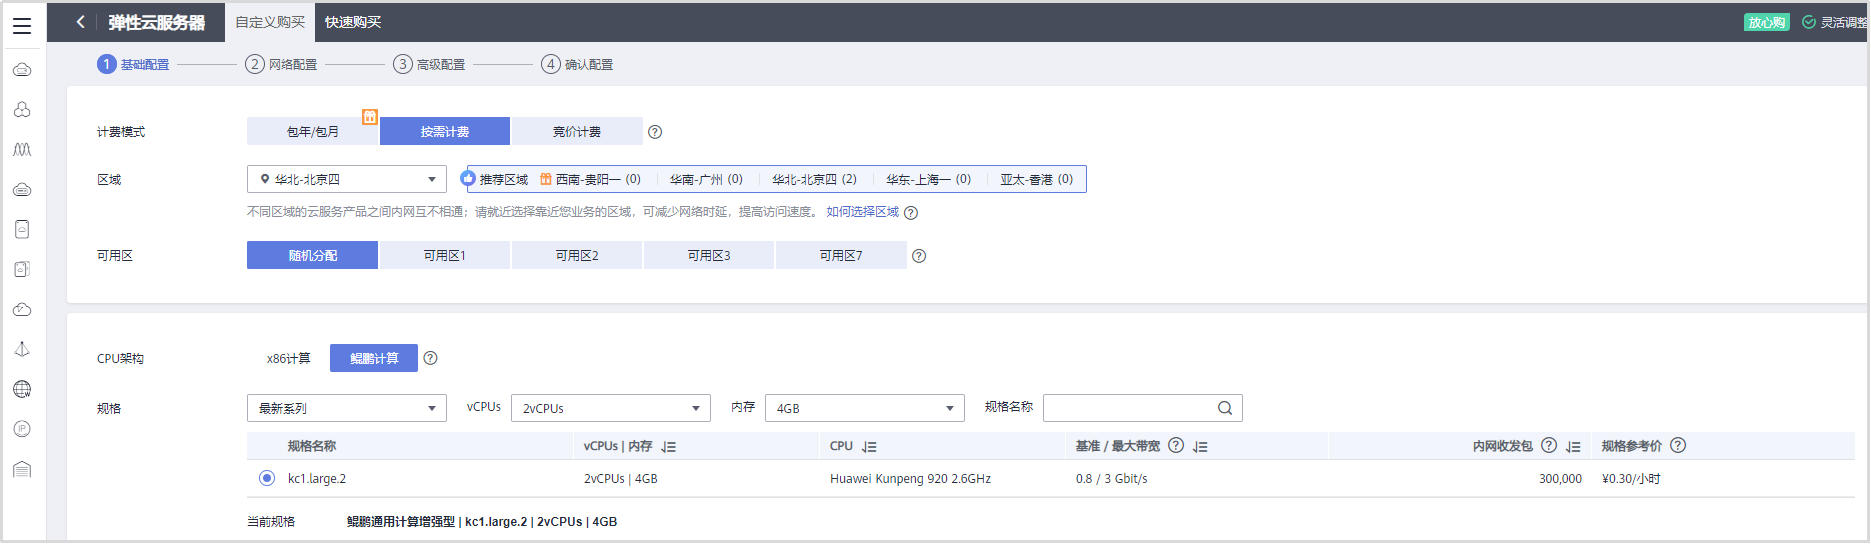 弹性云服务器 自定义购买 快速购买 放心购 灵活调整
1 基础配置 2 网络配置 3 高级配置 4 确认配置
计费模式 包年/包月 按需计费 竞价计费 ?
区域 华北-北京四 推荐区域 西南-贵阳一 (0) 华南-广州 (0) 华北-北京四 (2) 华东-上海一 (0) 亚太-香港 (0)
不同区域的云服务产品之间内网互不相通；请就近选择靠近您业务的区域，可减少网络时延，提高访问速度。 如何选择区域 ?
可用区 随机分配 可用区1 可用区2 可用区3 可用区7 ?
CPU架构 x86计算 鲲鹏计算 ?
规格 最新系列 vCPUs 2vCPUs 内存 4GB 规格名称
规格名称 vCPUs | 内存 CPU 基准 / 最大带宽 ? 内网收发包 ? 规格参考价 ?
kc1.large.2 2vCPUs | 4GB Huawei Kunpeng 920 2.6GHz 0.8 / 3 Gbit/s 300,000 ¥0.30/小时
当前规格 鲲鹏通用计算增强型 | kc1.large.2 | 2vCPUs | 4GB
IP